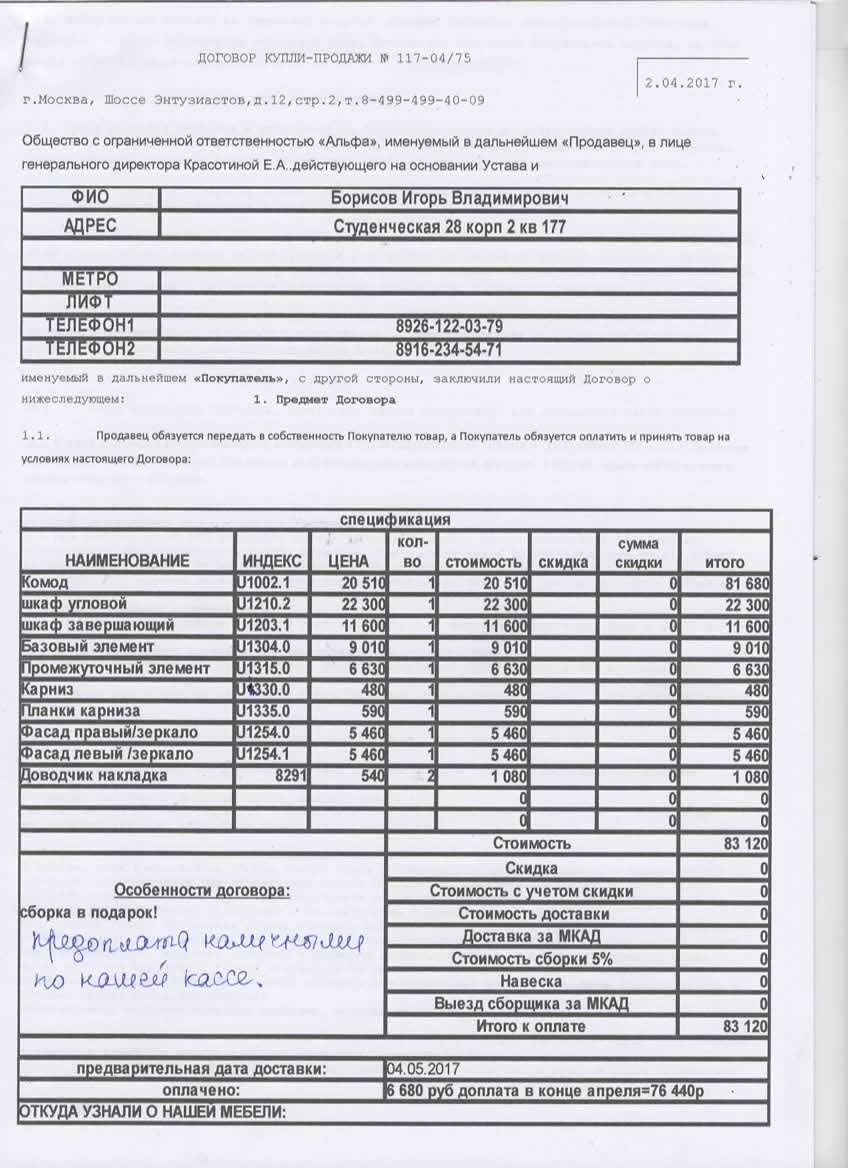 ДОГОВОР КУПЛИ-ПРОДАЖИ № 117-04/75
2.04.2017 г.
г.Москва, Шоссе Энтузиастов,д.12,стр.2,т.8-499-499-40-09
Общество с ограниченной ответственностью «Альфа», именуемый в дальнейшем «Продавец», в лице
генерального директора Красотиной Е.А..действующего на основании Устава и
ФИО Борисов Игорь Владимирович
АДРЕС Студенческая 28 корп 2 кв 177
МЕТРО
ЛИФТ
ТЕЛЕФОН1 8926-122-03-79
ТЕЛЕФОН2 8916-234-54-71
именуемый в дальнейшем «Покупатель», с другой стороны, заключили настоящий Договор о
нижеследующем: 1. Предмет Договора
1.1. Продавец обязуется передать в собственность Покупателю товар, а Покупатель обязуется оплатить и принять товар на
условиях настоящего Договора:
спецификация
НАИМЕНОВАНИЕ ИНДЕКС ЦЕНА кол-во стоимость скидка сумма скидки итого
Комод U1002.1 20 510 1 20 510 0 81 680
шкаф угловой U1210.2 22 300 1 22 300 0 22 300
шкаф завершающий U1203.1 11 600 1 11 600 0 11 600
Базовый элемент U1304.0 9 010 1 9 010 0 9 010
Промежуточный элемент U1315.0 6 630 1 6 630 0 6 630
Карниз U1330.0 480 1 480 0 480
Планки карниза U1335.0 590 1 590 0 590
Фасад правый/зеркало U1254.0 5 460 1 5 460 0 5 460
Фасад левый /зеркало U1254.1 5 460 1 5 460 0 5 460
Доводчик накладка 8291 540 2 1 080 0 1 080
0 0 0
0 0 0
Стоимость 83 120
Скидка 0
Особенности договора: Стоимость с учетом скидки 0
сборка в подарок! Стоимость доставки 0
предоплата наличными Доставка за МКАД 0
Стоимость сборки 5% 0
по нашей кассе. Навеска 0
Выезд сборщика за МКАД 0
Итого к оплате 83 120
предварительная дата доставки: 04.05.2017
оплачено: 6 680 руб доплата в конце апреля=76 440р
ОТКУДА УЗНАЛИ О НАШЕЙ МЕБЕЛИ: